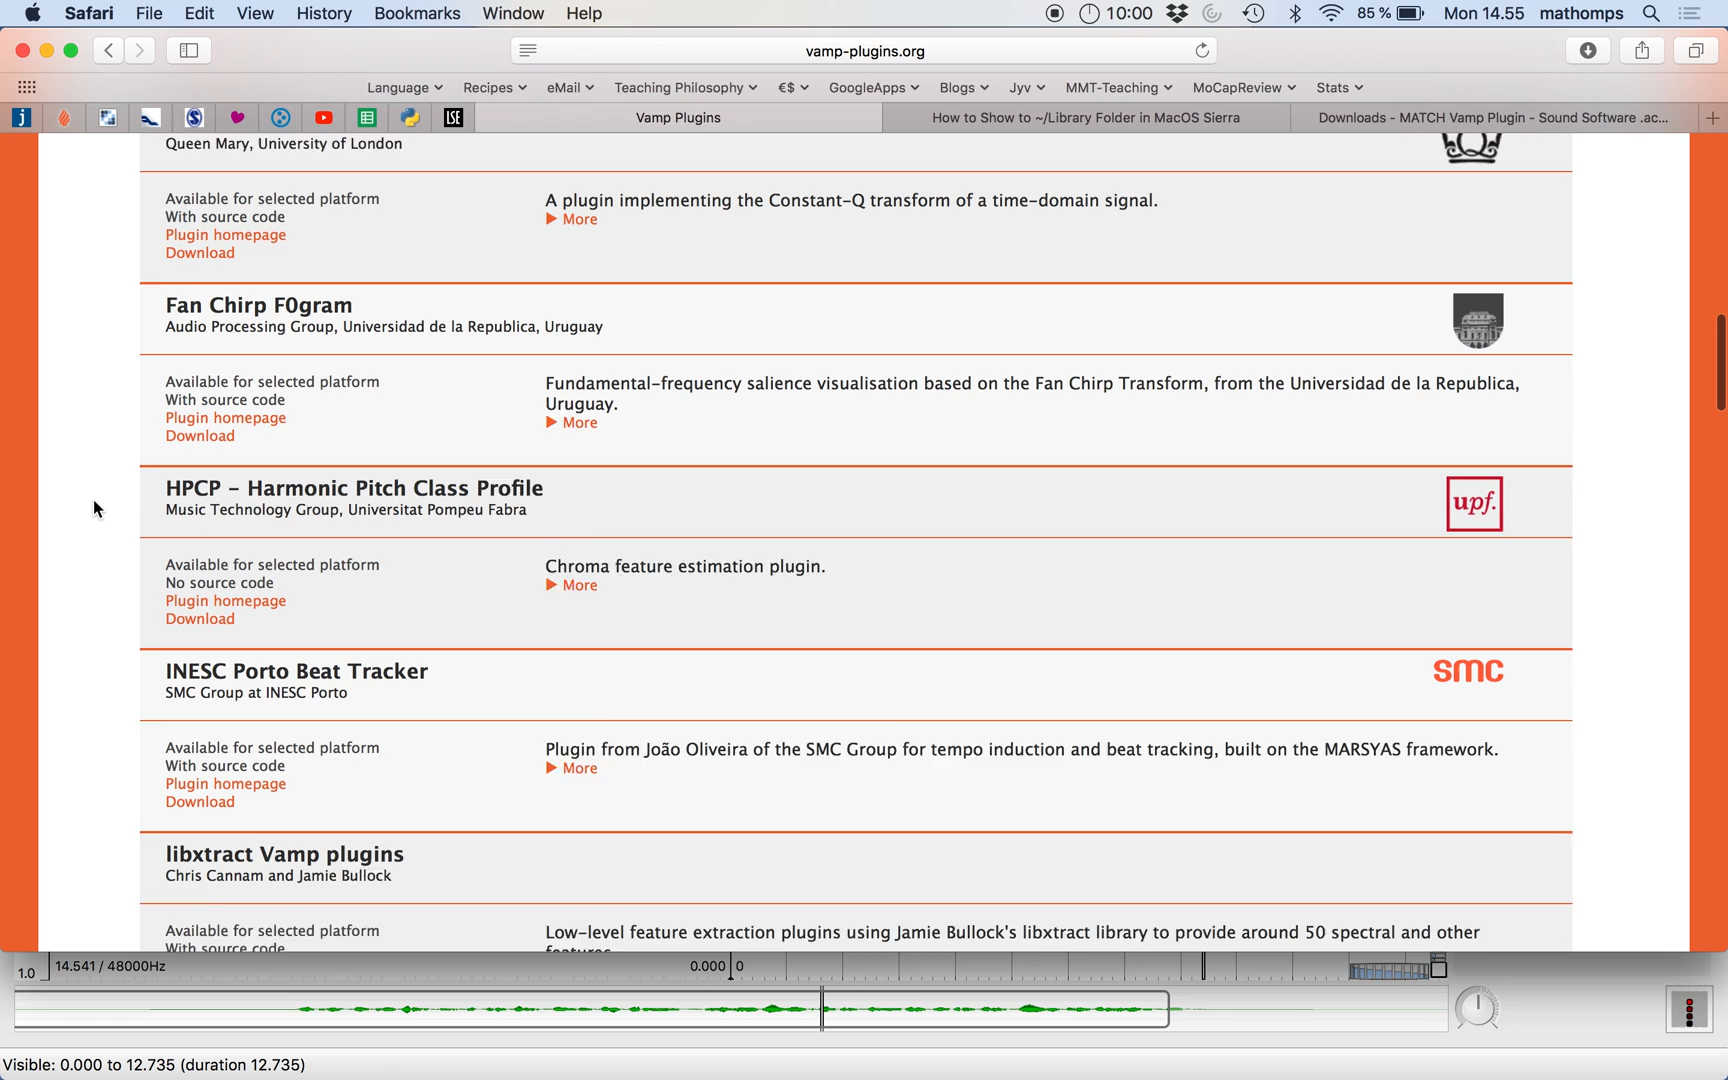 Safari File Edit View History Bookmarks Window Help 10:00 85% Mon 14.55 mathomps
vamp-plugins.org
Language Recipes eMail Teaching Philosophy €$ GoogleApps Blogs Jyv MMT-Teaching MoCapReview Stats
j S LSE Vamp Plugins How to Show to ~/Library Folder in MacOS Sierra Downloads - MATCH Vamp Plugin - Sound Software .ac...
Queen Mary, University of London
Available for selected platform
With source code
Plugin homepage
Download
A plugin implementing the Constant-Q transform of a time-domain signal.
More
Fan Chirp F0gram
Audio Processing Group, Universidad de la Republica, Uruguay
Available for selected platform
With source code
Plugin homepage
Download
Fundamental-frequency salience visualisation based on the Fan Chirp Transform, from the Universidad de la Republica,
Uruguay.
More
HPCP – Harmonic Pitch Class Profile
Music Technology Group, Universitat Pompeu Fabra
upf.
Available for selected platform
No source code
Plugin homepage
Download
Chroma feature estimation plugin.
More
INESC Porto Beat Tracker
SMC Group at INESC Porto
smc
Available for selected platform
With source code
Plugin homepage
Download
Plugin from João Oliveira of the SMC Group for tempo induction and beat tracking, built on the MARSYAS framework.
More
libxtract Vamp plugins
Chris Cannam and Jamie Bullock
Available for selected platform
With source code
Low-level feature extraction plugins using Jamie Bullock's libxtract library to provide around 50 spectral and other
features.
1.0 14.541 / 48000Hz 0.000 0
Visible: 0.000 to 12.735 (duration 12.735)